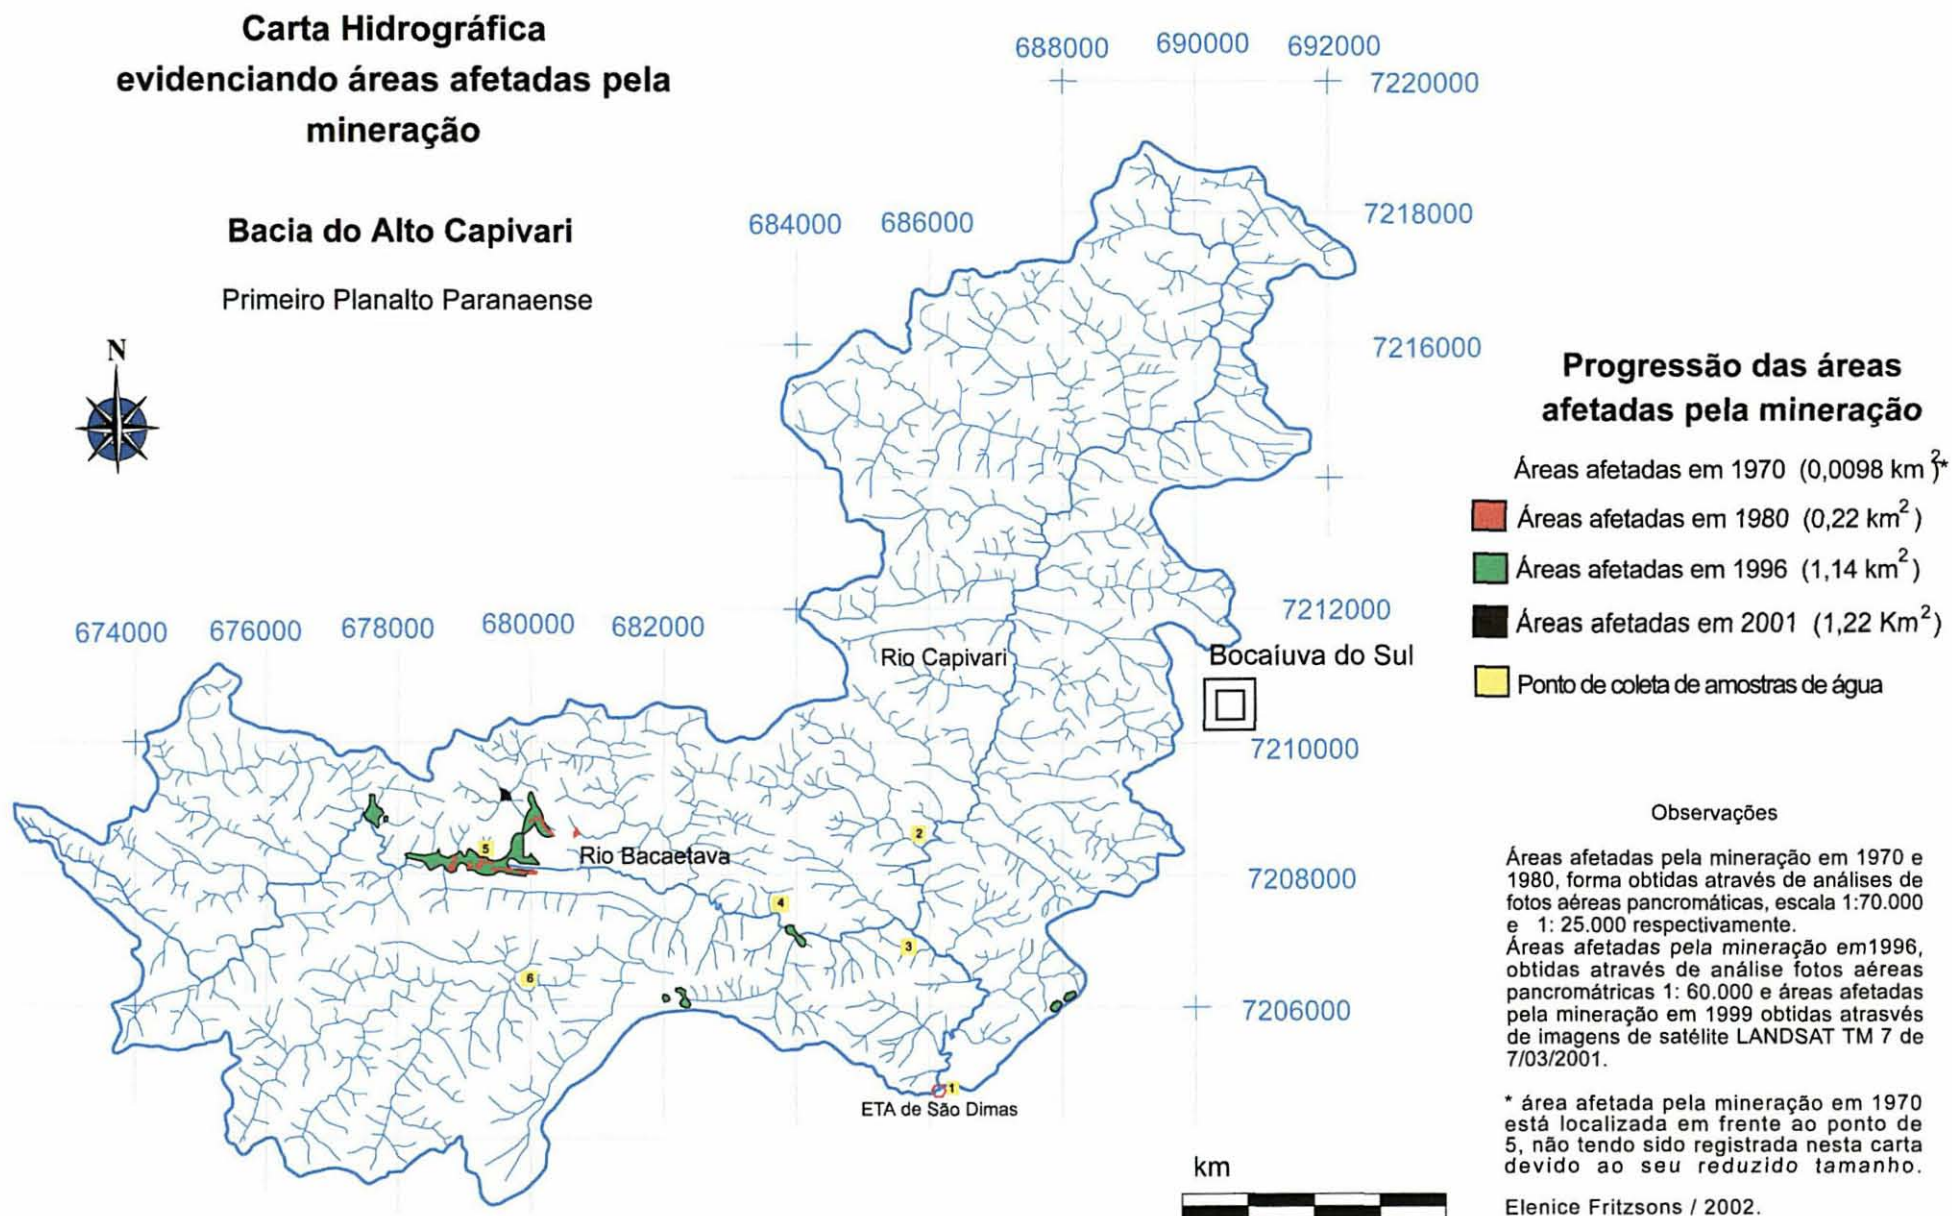 Carta Hidrográfica
evidenciando áreas afetadas pela
mineração
Bacia do Alto Capivari
Primeiro Planalto Paranaense
N
688000 690000 692000
7220000
684000 686000
7218000
7216000
7212000
674000 676000 678000 680000 682000
Rio Capivari
Bocaiuva do Sul
7210000
2
5
Rio Bacaetava
7208000
4
3
6
7206000
1
ETA de São Dimas
km
Progressão das áreas
afetadas pela mineração
Áreas afetadas em 1970 (0,0098 km²)*
Áreas afetadas em 1980 (0,22 km²)
Áreas afetadas em 1996 (1,14 km²)
Áreas afetadas em 2001 (1,22 Km²)
Ponto de coleta de amostras de água
Observações
Áreas afetadas pela mineração em 1970 e
1980, forma obtidas através de análises de
fotos aéreas pancromáticas, escala 1:70.000
e 1: 25.000 respectivamente.
Áreas afetadas pela mineração em1996,
obtidas através de análise fotos aéreas
pancromátricas 1: 60.000 e áreas afetadas
pela mineração em 1999 obtidas atrasvés
de imagens de satélite LANDSAT TM 7 de
7/03/2001.
* área afetada pela mineração em 1970
está localizada em frente ao ponto de
5, não tendo sido registrada nesta carta
devido ao seu reduzido tamanho.
Elenice Fritzsons / 2002.